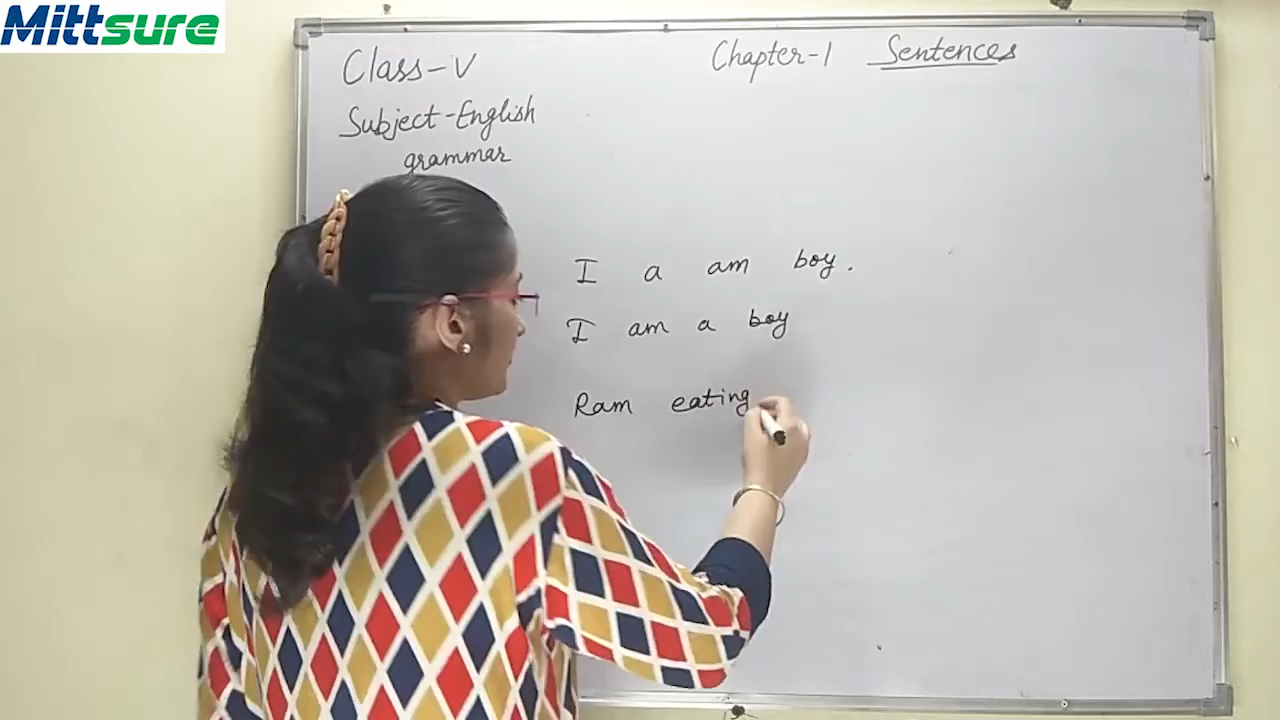 Mittsure
Class-V
Chapter-1 Sentences
Subject-English
grammar
I a am boy.
I am a boy
Ram eating